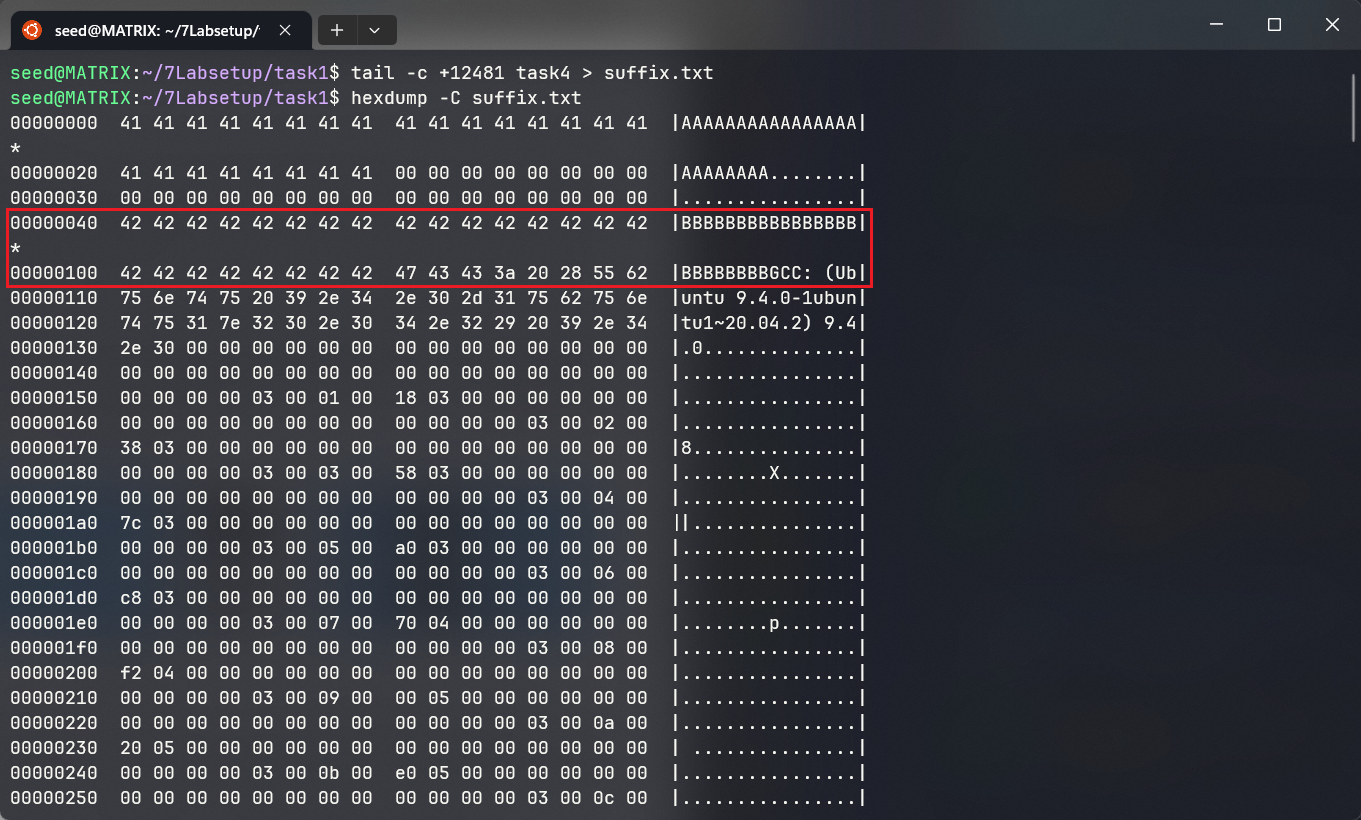 seed@MATRIX: ~/7Labsetup/
seed@MATRIX:~/7Labsetup/task1$ tail -c +12481 task4 > suffix.txt
seed@MATRIX:~/7Labsetup/task1$ hexdump -C suffix.txt
00000000  41 41 41 41 41 41 41 41  41 41 41 41 41 41 41 41  |AAAAAAAAAAAAAAAA|
*
00000020  41 41 41 41 41 41 41 41  00 00 00 00 00 00 00 00  |AAAAAAAA........|
00000030  00 00 00 00 00 00 00 00  00 00 00 00 00 00 00 00  |................|
00000040  42 42 42 42 42 42 42 42  42 42 42 42 42 42 42 42  |BBBBBBBBBBBBBBBB|
*
00000100  42 42 42 42 42 42 42 42  47 43 43 3a 20 28 55 62  |BBBBBBBBGCC: (Ub|
00000110  75 6e 74 75 20 39 2e 34  2e 30 2d 31 75 62 75 6e  |untu 9.4.0-1ubun|
00000120  74 75 31 7e 32 30 2e 30  34 2e 32 29 20 39 2e 34  |tu1~20.04.2) 9.4|
00000130  2e 30 00 00 00 00 00 00  00 00 00 00 00 00 00 00  |.0..............|
00000140  00 00 00 00 00 00 00 00  00 00 00 00 00 00 00 00  |................|
00000150  00 00 00 00 03 00 01 00  18 03 00 00 00 00 00 00  |................|
00000160  00 00 00 00 00 00 00 00  00 00 00 00 03 00 02 00  |................|
00000170  38 03 00 00 00 00 00 00  00 00 00 00 00 00 00 00  |8...............|
00000180  00 00 00 00 03 00 03 00  58 03 00 00 00 00 00 00  |........X.......|
00000190  00 00 00 00 00 00 00 00  00 00 00 00 03 00 04 00  |................|
000001a0  7c 03 00 00 00 00 00 00  00 00 00 00 00 00 00 00  ||...............|
000001b0  00 00 00 00 03 00 05 00  a0 03 00 00 00 00 00 00  |................|
000001c0  00 00 00 00 00 00 00 00  00 00 00 00 03 00 06 00  |................|
000001d0  c8 03 00 00 00 00 00 00  00 00 00 00 00 00 00 00  |................|
000001e0  00 00 00 00 03 00 07 00  70 04 00 00 00 00 00 00  |........p.......|
000001f0  00 00 00 00 00 00 00 00  00 00 00 00 03 00 08 00  |................|
00000200  f2 04 00 00 00 00 00 00  00 00 00 00 00 00 00 00  |................|
00000210  00 00 00 00 03 00 09 00  00 05 00 00 00 00 00 00  |................|
00000220  00 00 00 00 00 00 00 00  00 00 00 00 03 00 0a 00  |................|
00000230  20 05 00 00 00 00 00 00  00 00 00 00 00 00 00 00  | ...............|
00000240  00 00 00 00 03 00 0b 00  e0 05 00 00 00 00 00 00  |................|
00000250  00 00 00 00 00 00 00 00  00 00 00 00 03 00 0c 00  |................|